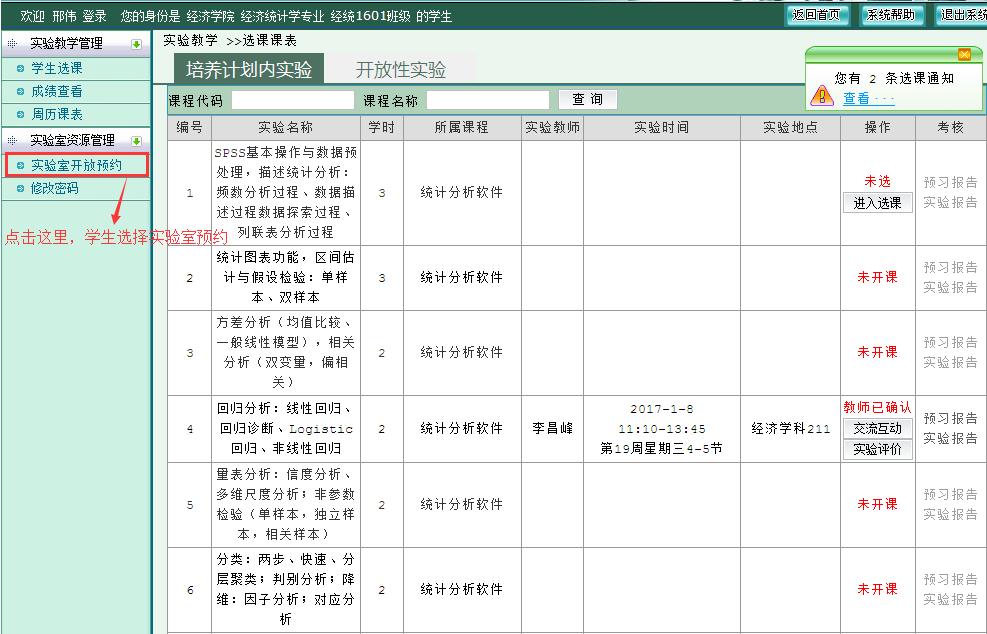 欢迎 邢伟 登录 您的身份是 经济学院 经济统计学专业 经统1601班级 的学生
返回首页 系统帮助 退出系统
实验教学管理
学生选课
成绩查看
周历课表
实验室资源管理
实验室开放预约
修改密码
点击这里，学生选择实验室预约
实验教学 >>选课课表
培养计划内实验 开放性实验
您有 2 条选课通知
查看···
课程代码 课程名称 查 询
编号 实验名称 学时 所属课程 实验教师 实验时间 实验地点 操作 考核
SPSS基本操作与数据预
处理，描述统计分析：
频数分析过程、数据描
述过程数据探索过程、
列联表分析过程
1 3 统计分析软件
未选
进入选课
预习报告
实验报告
统计图表功能，区间估
计与假设检验：单样
本、双样本
2 3 统计分析软件 未开课
预习报告
实验报告
方差分析（均值比较、
一般线性模型），相关
分析（双变量，偏相
关）
3 2 统计分析软件 未开课
预习报告
实验报告
回归分析：线性回归、
回归诊断、Logistic
回归、非线性回归
4 2 统计分析软件 李昌峰
2017-1-8
11:10-13:45
第19周星期三4-5节
经济学科211
教师已确认
交流互动
实验评价
预习报告
实验报告
量表分析：信度分析、
多维尺度分析；非参数
检验（单样本，独立样
本，相关样本）
5 2 统计分析软件 未开课
预习报告
实验报告
分类：两步、快速、分
层聚类；判别分析；降
维：因子分析；对应分
析
6 2 统计分析软件 未开课
预习报告
实验报告